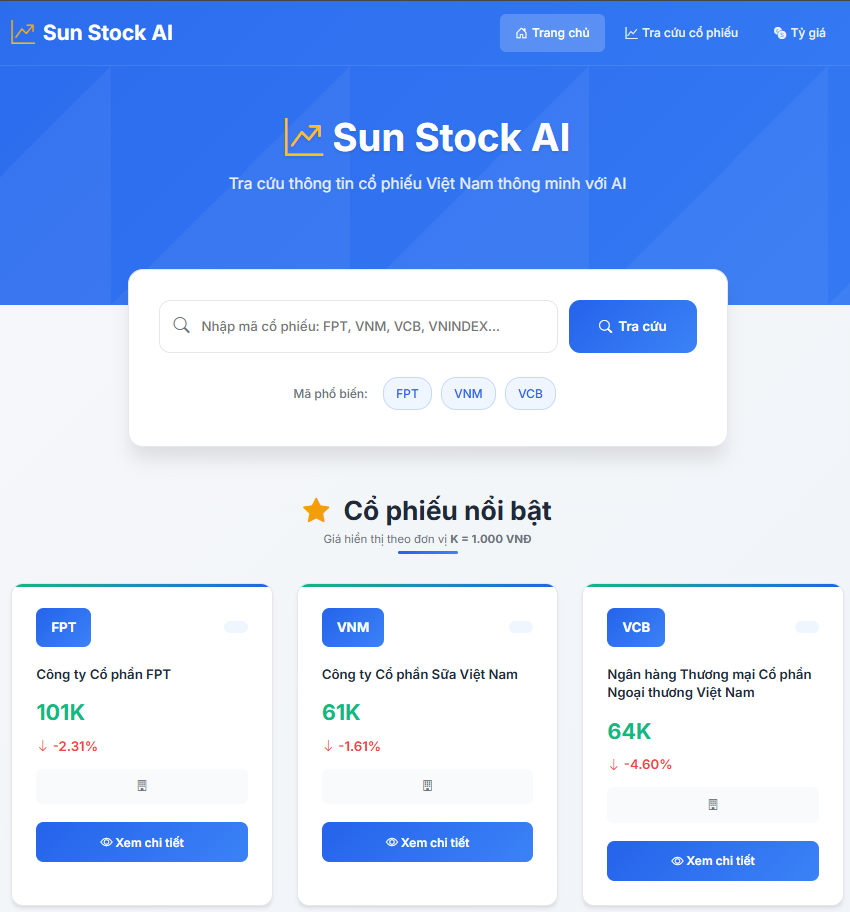 Sun Stock AI
Trang chủ
Tra cứu cổ phiếu
Tỷ giá
Sun Stock AI
Tra cứu thông tin cổ phiếu Việt Nam thông minh với AI
Nhập mã cổ phiếu: FPT, VNM, VCB, VNINDEX...
Tra cứu
Mã phổ biến:
FPT
VNM
VCB
Cổ phiếu nổi bật
Giá hiển thị theo đơn vị K = 1.000 VNĐ
FPT
Công ty Cổ phần FPT
101K
↓ -2.31%
Xem chi tiết
VNM
Công ty Cổ phần Sữa Việt Nam
61K
↓ -1.61%
Xem chi tiết
VCB
Ngân hàng Thương mại Cổ phần
Ngoại thương Việt Nam
64K
↓ -4.60%
Xem chi tiết